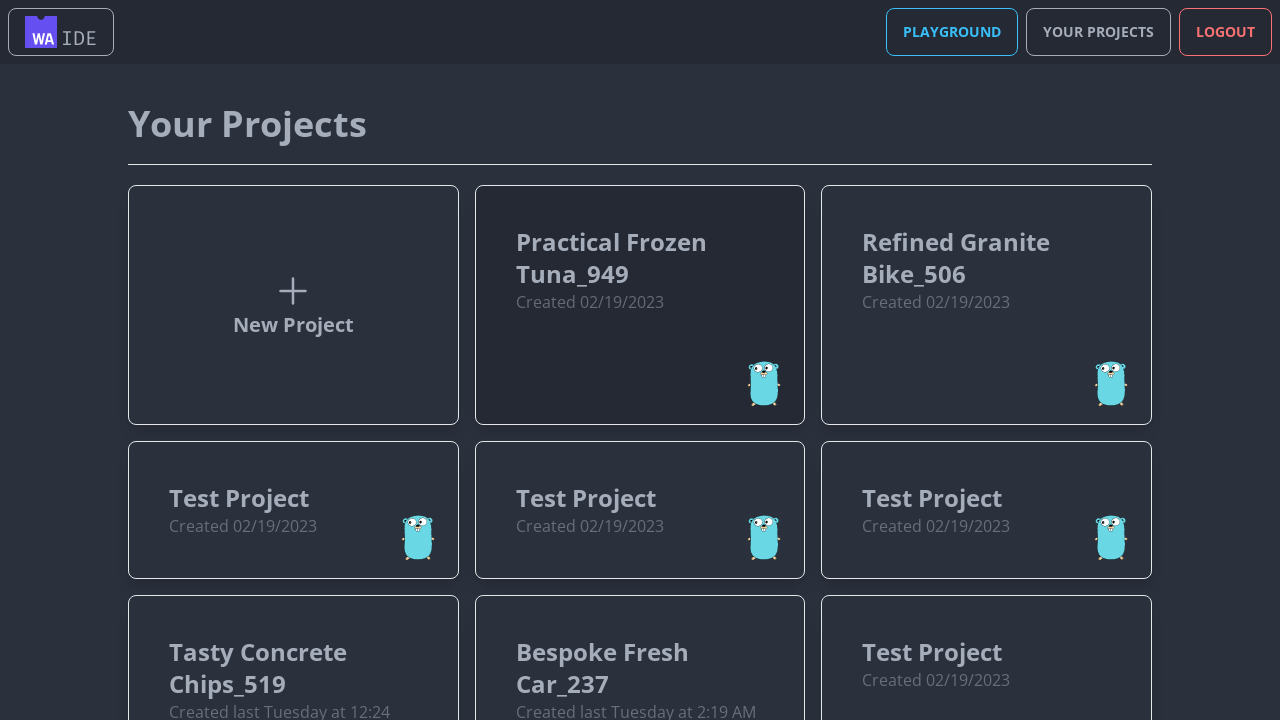 WA IDE
PLAYGROUND
YOUR PROJECTS
LOGOUT
Your Projects
New Project
Practical Frozen
Tuna_949
Created 02/19/2023
Refined Granite
Bike_506
Created 02/19/2023
Test Project
Created 02/19/2023
Test Project
Created 02/19/2023
Test Project
Created 02/19/2023
Tasty Concrete
Chips_519
Created last Tuesday at 12:24
Bespoke Fresh
Car_237
Created last Tuesday at 2:19 AM
Test Project
Created 02/19/2023